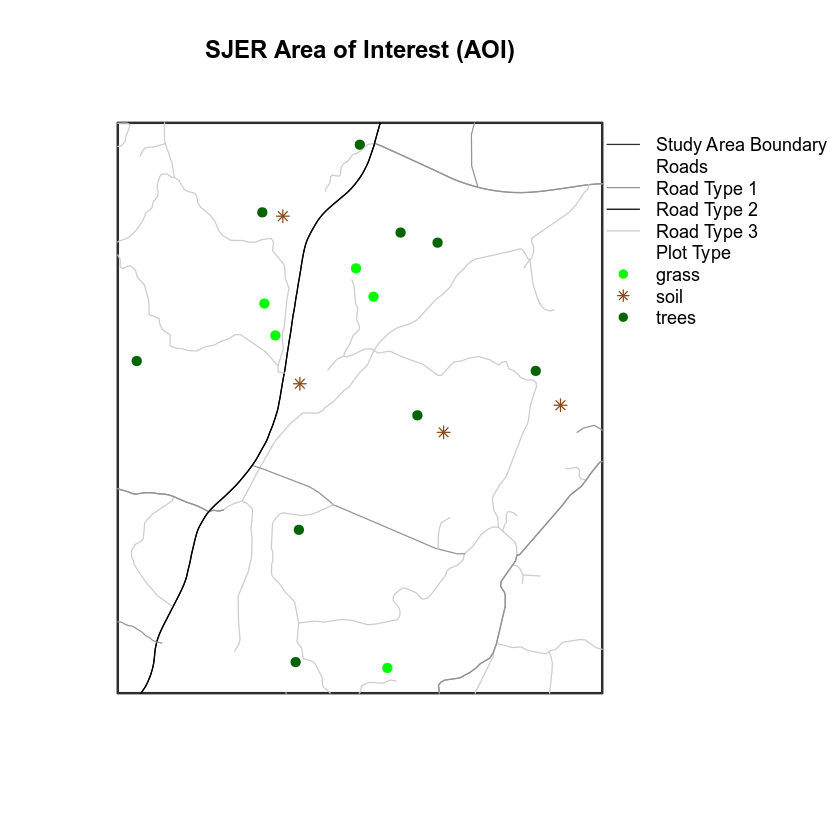 SJER Area of Interest (AOI)
Study Area Boundary
Roads
Road Type 1
Road Type 2
Road Type 3
Plot Type
grass
soil
trees